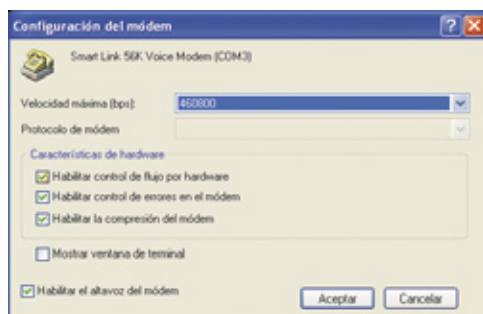 Configuración del módem
Smart Link 56K Voice Modem (COM3)
Velocidad máxima (bps): 460800
Protocolo de módem
Características de hardware
Habilitar control de flujo por hardware
Habilitar control de errores en el módem
Habilitar la compresión del módem
Mostrar ventana de terminal
Habilitar el altavoz del módem
Aceptar Cancelar